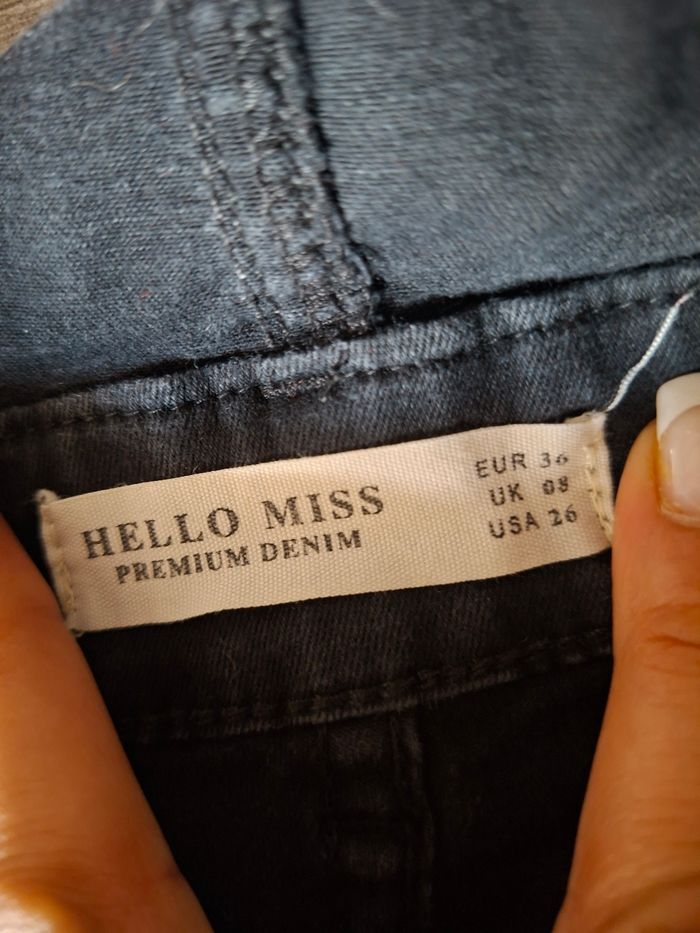 HELLO MISS
PREMIUM DENIM
EUR 36
UK 08
USA 26